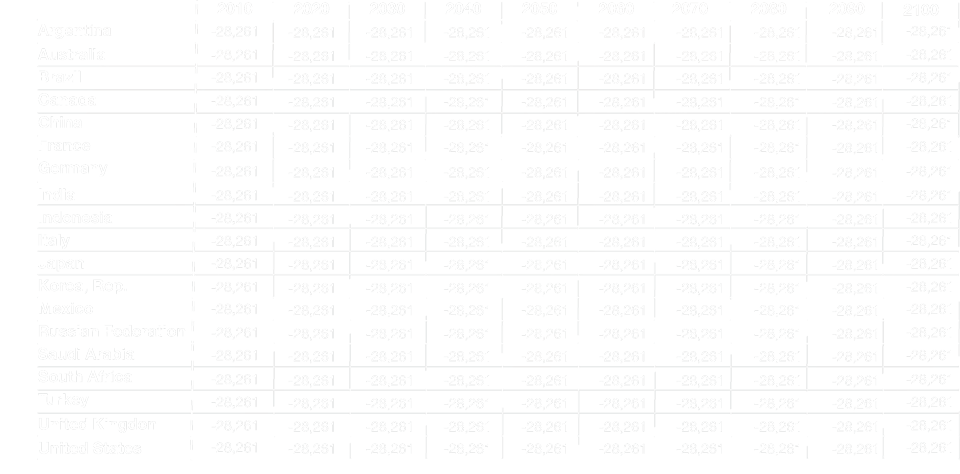 2010 2020 2030 2040 2050 2060 2070 2080 2090 2100
Argentina -28,261 -28,261 -28,261 -28,261 -28,261 -28,261 -28,261 -28,261 -28,261 -28,261
Australia -28,261 -28,261 -28,261 -28,261 -28,261 -28,261 -28,261 -28,261 -28,261 -28,261
Brazil -28,261 -28,261 -28,261 -28,261 -28,261 -28,261 -28,261 -28,261 -28,261 -28,261
Canada -28,261 -28,261 -28,261 -28,261 -28,261 -28,261 -28,261 -28,261 -28,261 -28,261
China -28,261 -28,261 -28,261 -28,261 -28,261 -28,261 -28,261 -28,261 -28,261 -28,261
France -28,261 -28,261 -28,261 -28,261 -28,261 -28,261 -28,261 -28,261 -28,261 -28,261
Germany -28,261 -28,261 -28,261 -28,261 -28,261 -28,261 -28,261 -28,261 -28,261 -28,261
India -28,261 -28,261 -28,261 -28,261 -28,261 -28,261 -28,261 -28,261 -28,261 -28,261
Indonesia -28,261 -28,261 -28,261 -28,261 -28,261 -28,261 -28,261 -28,261 -28,261 -28,261
Italy -28,261 -28,261 -28,261 -28,261 -28,261 -28,261 -28,261 -28,261 -28,261 -28,261
Japan -28,261 -28,261 -28,261 -28,261 -28,261 -28,261 -28,261 -28,261 -28,261 -28,261
Korea, Rep. -28,261 -28,261 -28,261 -28,261 -28,261 -28,261 -28,261 -28,261 -28,261 -28,261
Mexico -28,261 -28,261 -28,261 -28,261 -28,261 -28,261 -28,261 -28,261 -28,261 -28,261
Russian Federation -28,261 -28,261 -28,261 -28,261 -28,261 -28,261 -28,261 -28,261 -28,261 -28,261
Saudi Arabia -28,261 -28,261 -28,261 -28,261 -28,261 -28,261 -28,261 -28,261 -28,261 -28,261
South Africa -28,261 -28,261 -28,261 -28,261 -28,261 -28,261 -28,261 -28,261 -28,261 -28,261
Turkey -28,261 -28,261 -28,261 -28,261 -28,261 -28,261 -28,261 -28,261 -28,261 -28,261
United Kingdom -28,261 -28,261 -28,261 -28,261 -28,261 -28,261 -28,261 -28,261 -28,261 -28,261
United States -28,261 -28,261 -28,261 -28,261 -28,261 -28,261 -28,261 -28,261 -28,261 -28,261